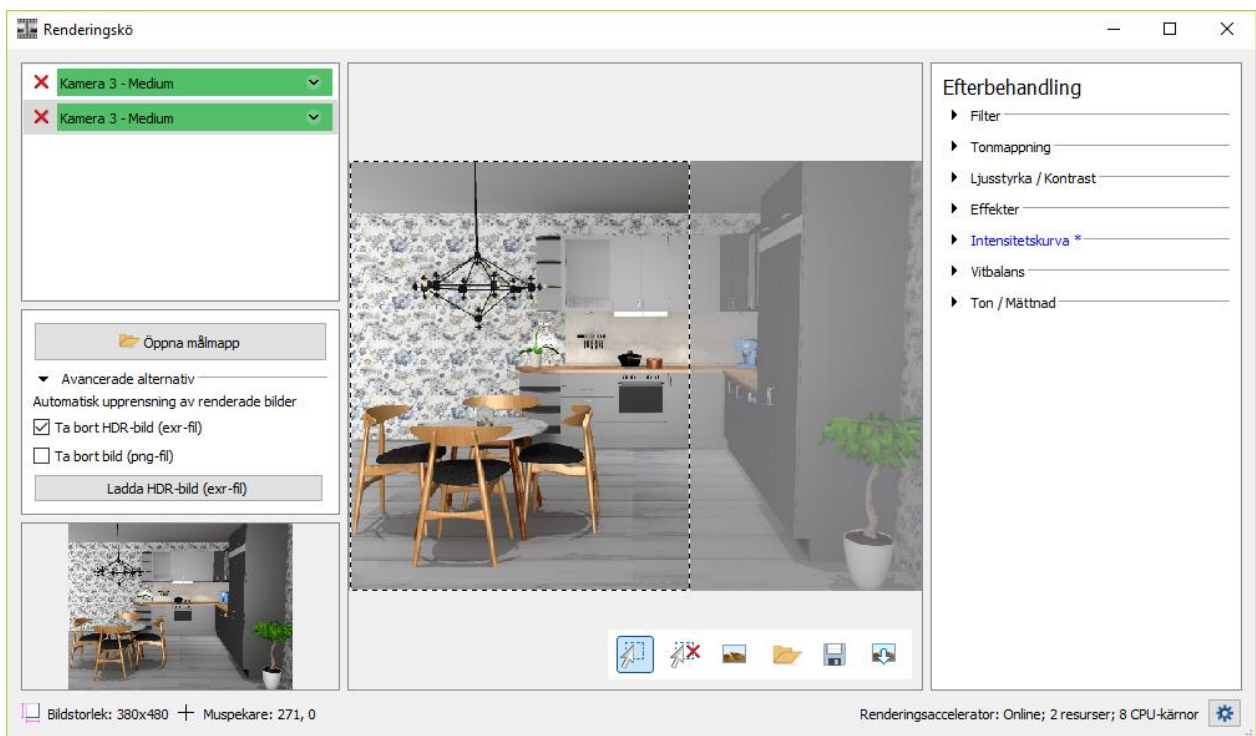 Renderingskö
Kamera 3 - Medium
Kamera 3 - Medium
Öppna målmapp
Avancerade alternativ
Automatisk upprensning av renderade bilder
Ta bort HDR-bild (exr-fil)
Ta bort bild (png-fil)
Ladda HDR-bild (exr-fil)
Efterbehandling
Filter
Tonmappning
Ljusstyrka / Kontrast
Effekter
Intensitetskurva *
Vitbalans
Ton / Mättnad
Bildstorlek: 380x480 Muspekare: 271, 0
Renderingsaccelerator: Online; 2 resurser; 8 CPU-kärnor